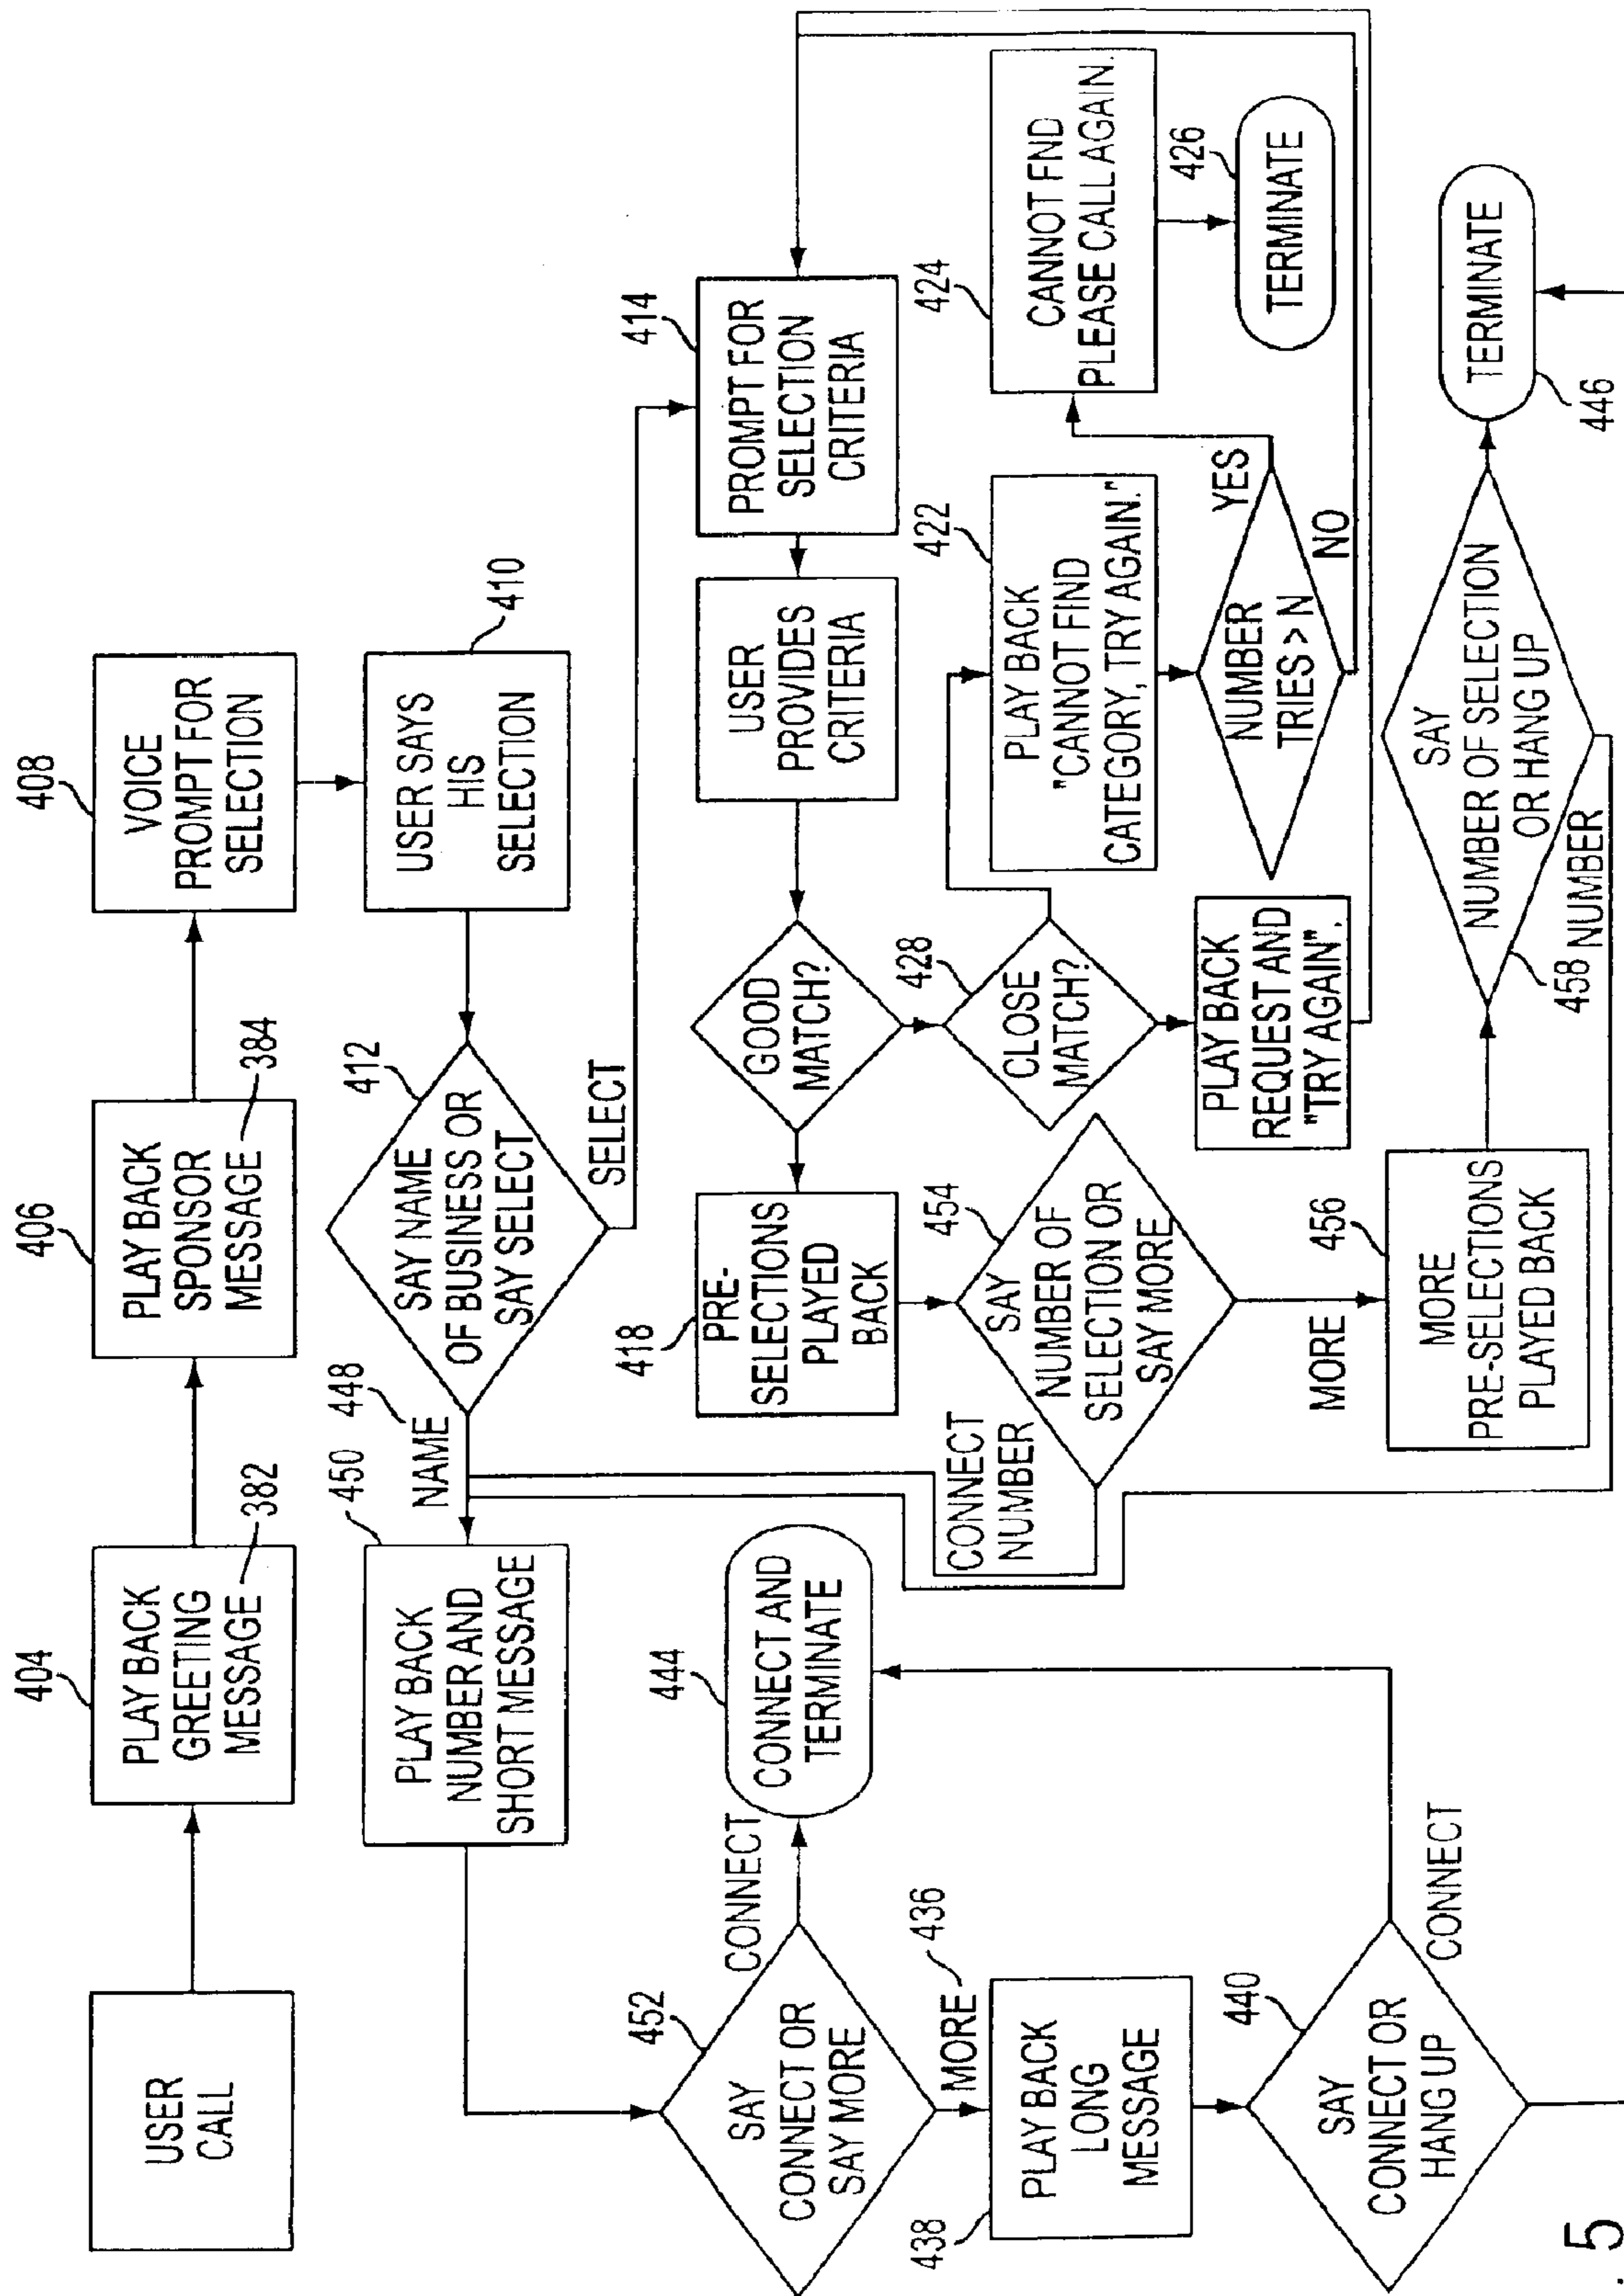 USER
CALL
404
PLAY BACK
GREETING
MESSAGE
382
406
PLAY BACK
SPONSOR
MESSAGE
384
408
VOICE
PROMPT FOR
SELECTION
USER SAYS
HIS
SELECTION
410
412
SAY NAME
OF BUSINESS OR
SAY SELECT
SELECT
448
NAME
450
PLAY BACK
NUMBER AND
SHORT MESSAGE
414
PROMPT FOR
SELECTION
CRITERIA
USER
PROVIDES
CRITERIA
GOOD
MATCH?
428
CLOSE
MATCH?
PLAY BACK
REQUEST AND
"TRY AGAIN".
422
PLAY BACK
"CANNOT FIND
CATEGORY, TRY AGAIN."
NUMBER
TRIES > N
YES
NO
424
CANNOT FND
PLEASE CALL AGAIN.
426
TERMINATE
418
PRE-
SELECTIONS
PLAYED
BACK
454
SAY
NUMBER OF
SELECTION OR
SAY MORE
CONNECT
NUMBER
MORE
456
MORE
PRE-SELECTIONS
PLAYED BACK
458
SAY
NUMBER OF SELECTION
OR HANG UP
NUMBER
TERMINATE
446
452
SAY
CONNECT OR
SAY MORE
CONNECT
444
CONNECT AND
TERMINATE
MORE
436
438
PLAY BACK
LONG
MESSAGE
440
SAY
CONNECT OR
HANG UP
CONNECT
. 5